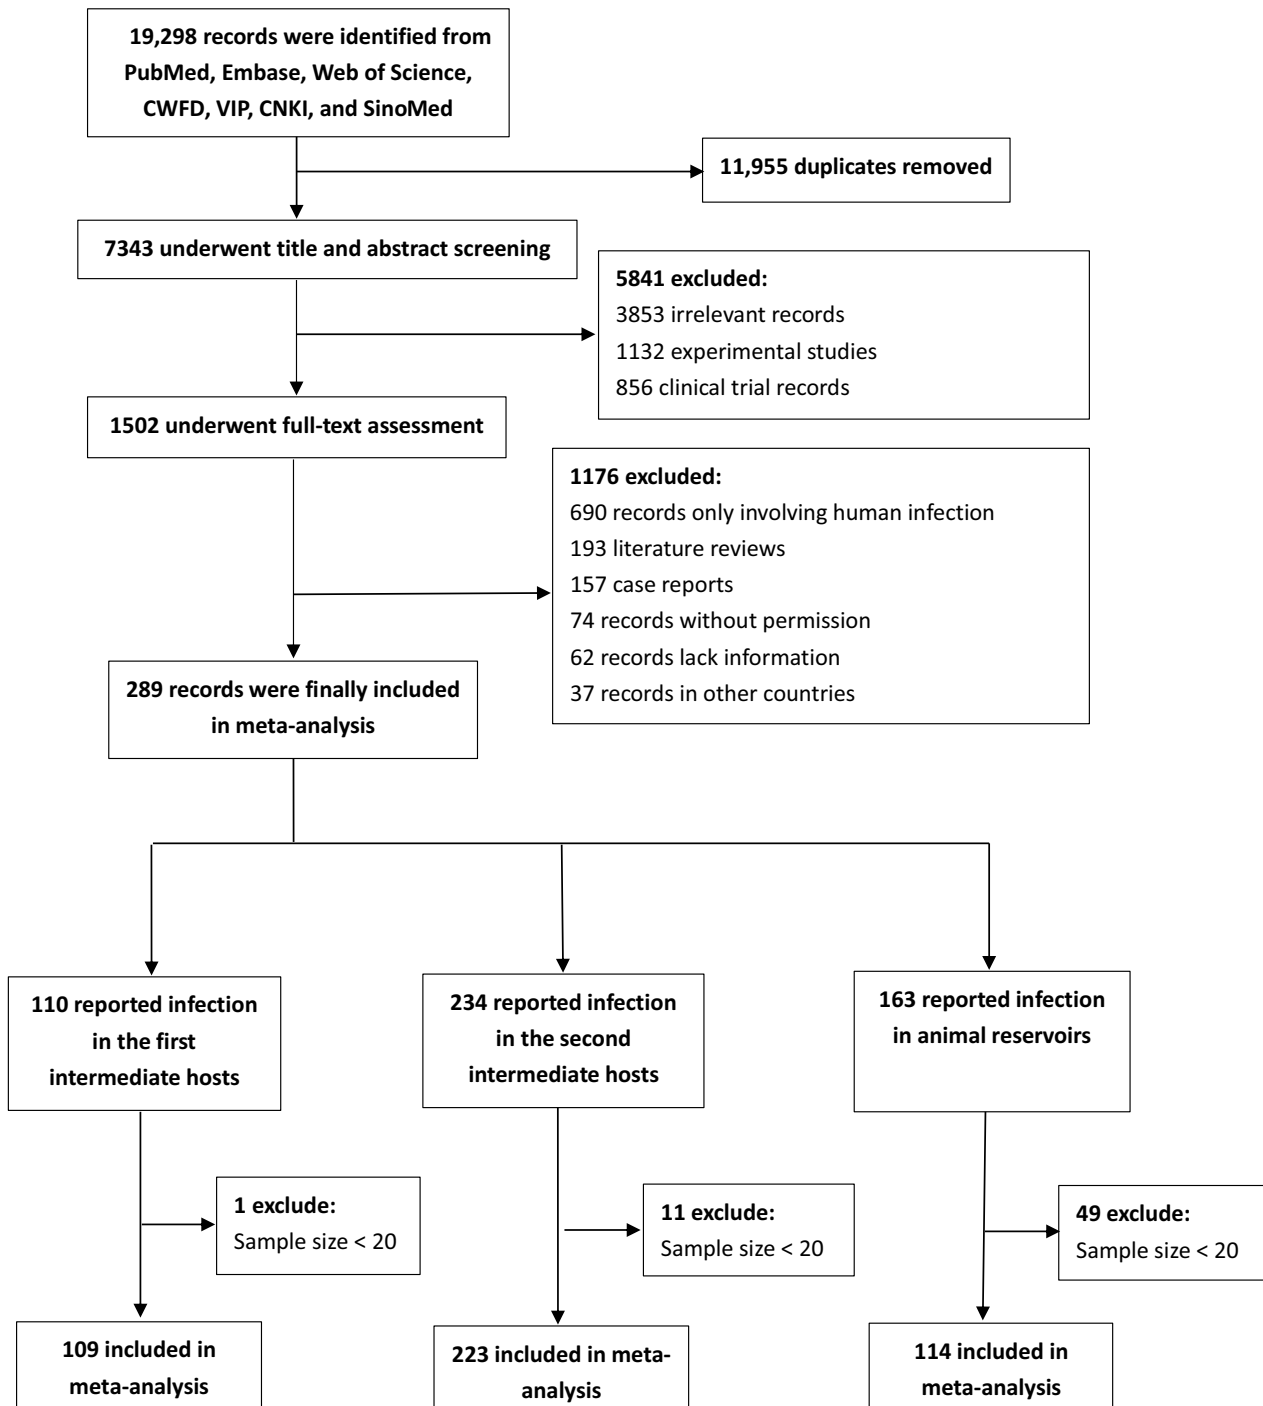 19,298 records were identified from
PubMed, Embase, Web of Science,
CWFD, VIP, CNKI, and SinoMed
11,955 duplicates removed
7343 underwent title and abstract screening
5841 excluded:
3853 irrelevant records
1132 experimental studies
856 clinical trial records
1502 underwent full-text assessment
1176 excluded:
690 records only involving human infection
193 literature reviews
157 case reports
74 records without permission
62 records lack information
37 records in other countries
289 records were finally included
in meta-analysis
110 reported infection
in the first
intermediate hosts
234 reported infection
in the second
intermediate hosts
163 reported infection
in animal reservoirs
1 exclude:
Sample size < 20
11 exclude:
Sample size < 20
49 exclude:
Sample size < 20
109 included in
meta-analysis
223 included in meta-
analysis
114 included in
meta-analysis